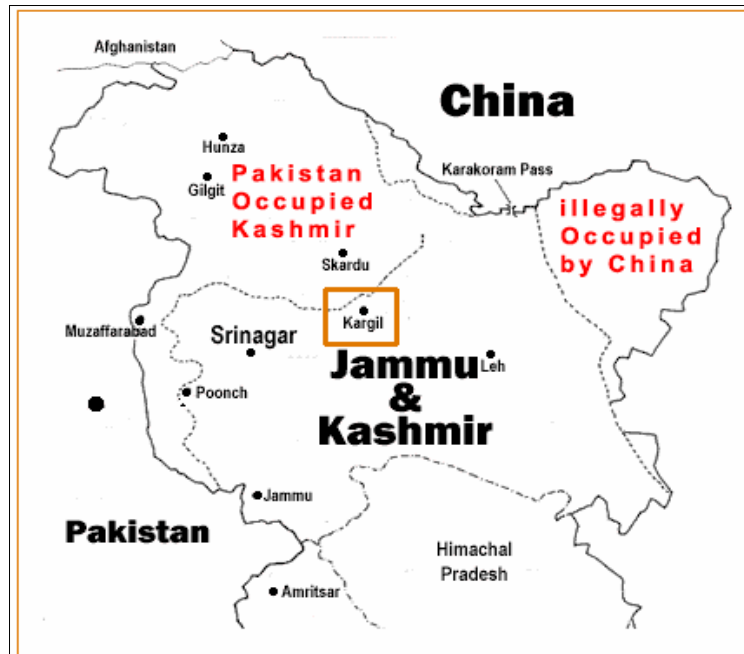 Afghanistan
China
Hunza
Karakoram Pass
Gilgit
Pakistan
Occupied
Kashmir
illegally
Occupied
by China
Skardu
Kargil
Muzaffarabad
Srinagar
Jammu
&
Kashmir
Leh
Poonch
Jammu
Pakistan
Himachal
Pradesh
Amritsar